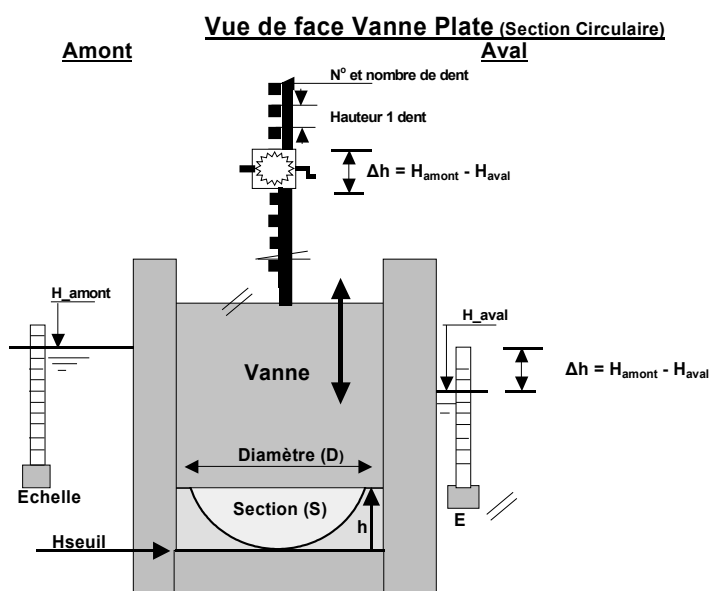 Vue de face Vanne Plate (Section Circulaire)
Amont
Aval
N° et nombre de dent
Hauteur 1 dent
Δh = Hamont - Haval
H_amont
H_aval
Vanne
Δh = Hamont - Haval
Diamètre (D)
Echelle
Section (S)
h
E
Hseuil